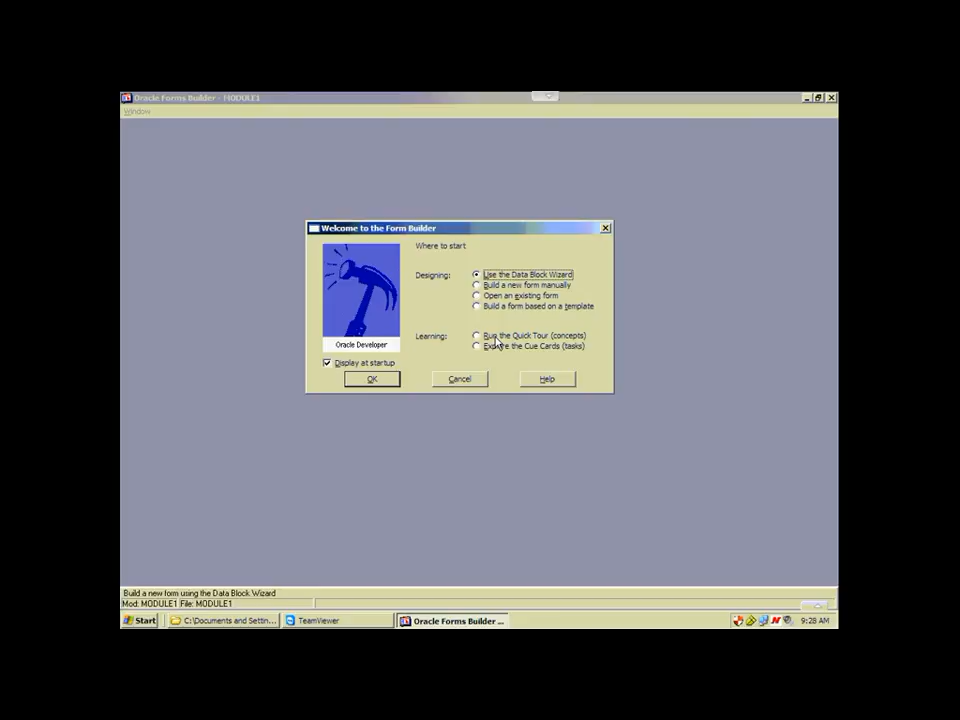 Oracle Forms Builder - MODULE1
Window
Welcome to the Form Builder
Where to start
Designing:
Use the Data Block Wizard
Build a new form manually
Open an existing form
Build a form based on a template
Learning:
Run the Quick Tour (concepts)
Explore the Cue Cards (tasks)
Oracle Developer
Display at startup
OK
Cancel
Help
Build a new form using the Data Block Wizard
Mod: MODULE1 File: MODULE1
Start
C:\Documents and Settin...
TeamViewer
Oracle Forms Builder ...
9:28 AM